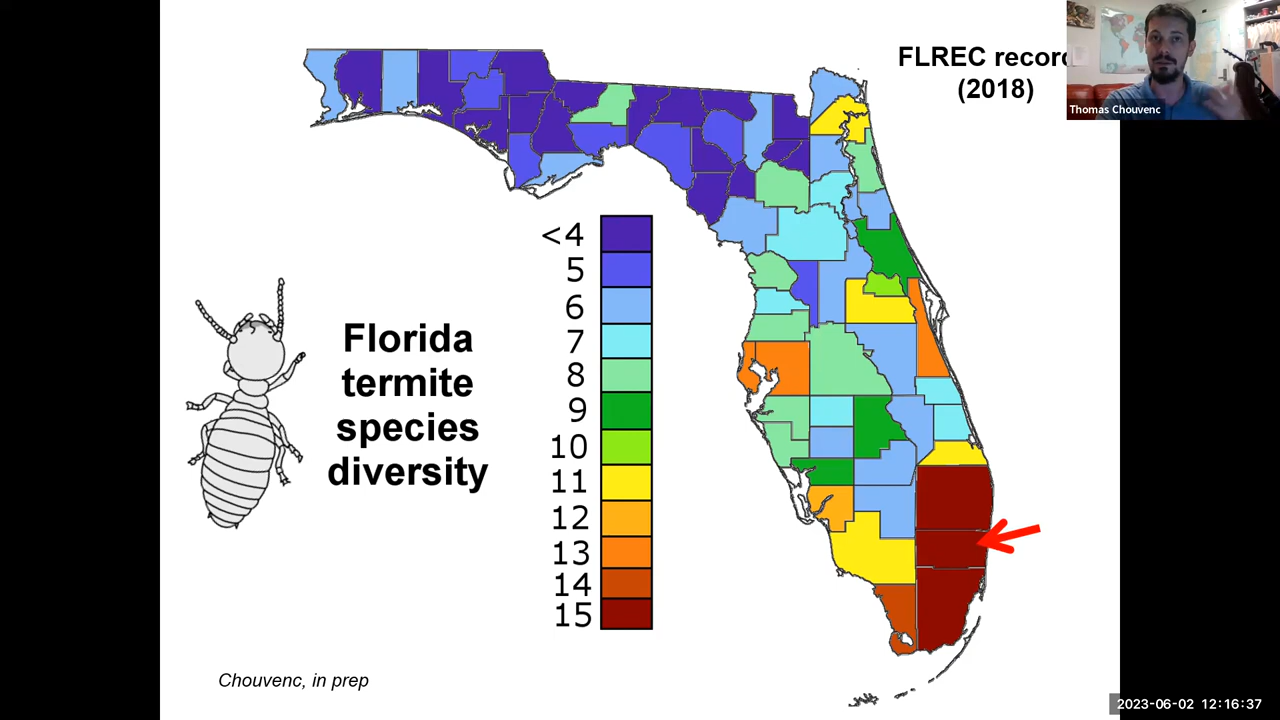 FLREC recor
(2018)
Thomas Chouvenc
<4
5
6
7
8
9
10
11
12
13
14
15
Florida
termite
species
diversity
Chouvenc, in prep
2023-06-02 12:16:37